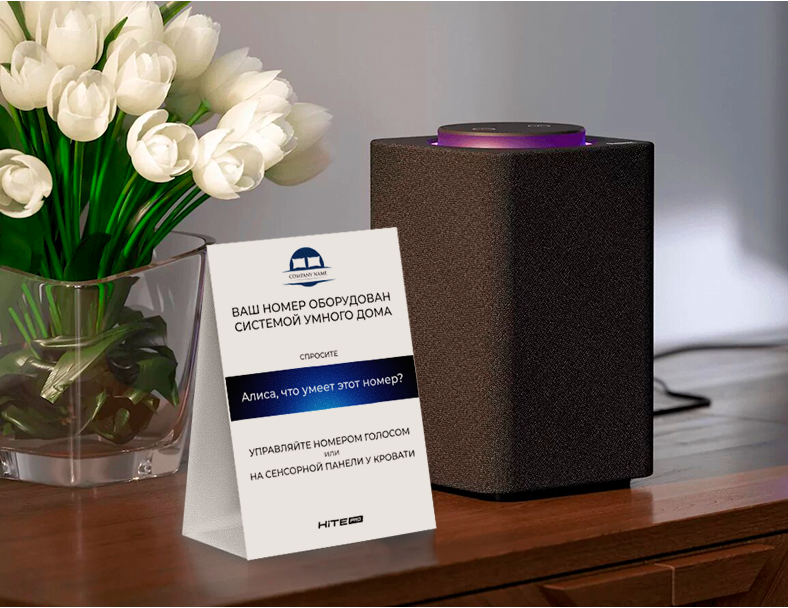 COMPANY NAME
ВАШ НОМЕР ОБОРУДОВАН
СИСТЕМОЙ УМНОГО ДОМА
СПРОСИТЕ
Алиса, что умеет этот номер?
УПРАВЛЯЙТЕ НОМЕРОМ ГОЛОСОМ
ИЛИ
НА СЕНСОРНОЙ ПАНЕЛИ У КРОВАТИ
HiTE PRO